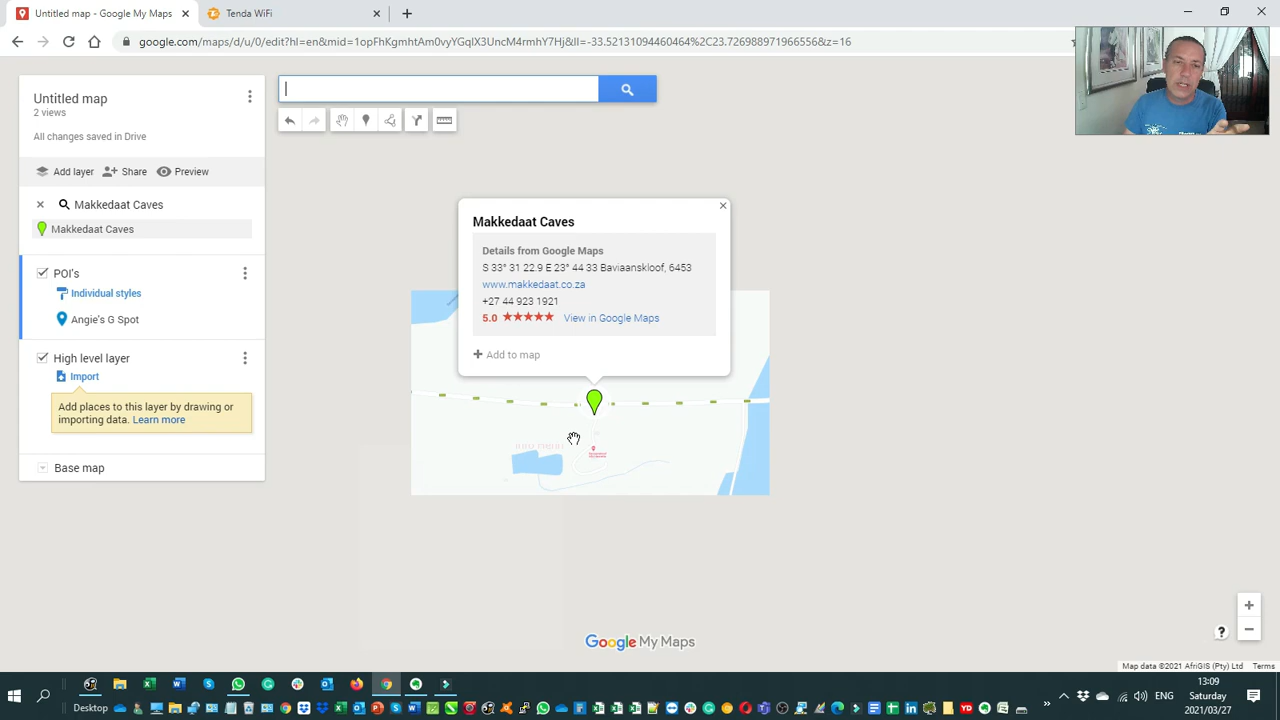 Untitled map - Google My Maps
Tenda WiFi
google.com/maps/d/u/0/edit?hl=en&mid=1opFhKgmhtAm0vyYGqlX3UncM4rmhY7Hj&ll=-33.52131094460464%2C23.726988971966556&z=16
Untitled map
2 views
All changes saved in Drive
Add layer
Share
Preview
Makkedaat Caves
Makkedaat Caves
POI's
Individual styles
Angie's G Spot
High level layer
Import
Add places to this layer by drawing or
importing data. Learn more
Base map
Makkedaat Caves
Details from Google Maps
S 33° 31 22.9 E 23° 44 33 Baviaanskloof, 6453
www.makkedaat.co.za
+27 44 923 1921
5.0 ★★★★★ View in Google Maps
+ Add to map
Google My Maps
Map data ©2021 AfriGIS (Pty) Ltd Terms
13:09
ENG
Saturday
Desktop
2021/03/27